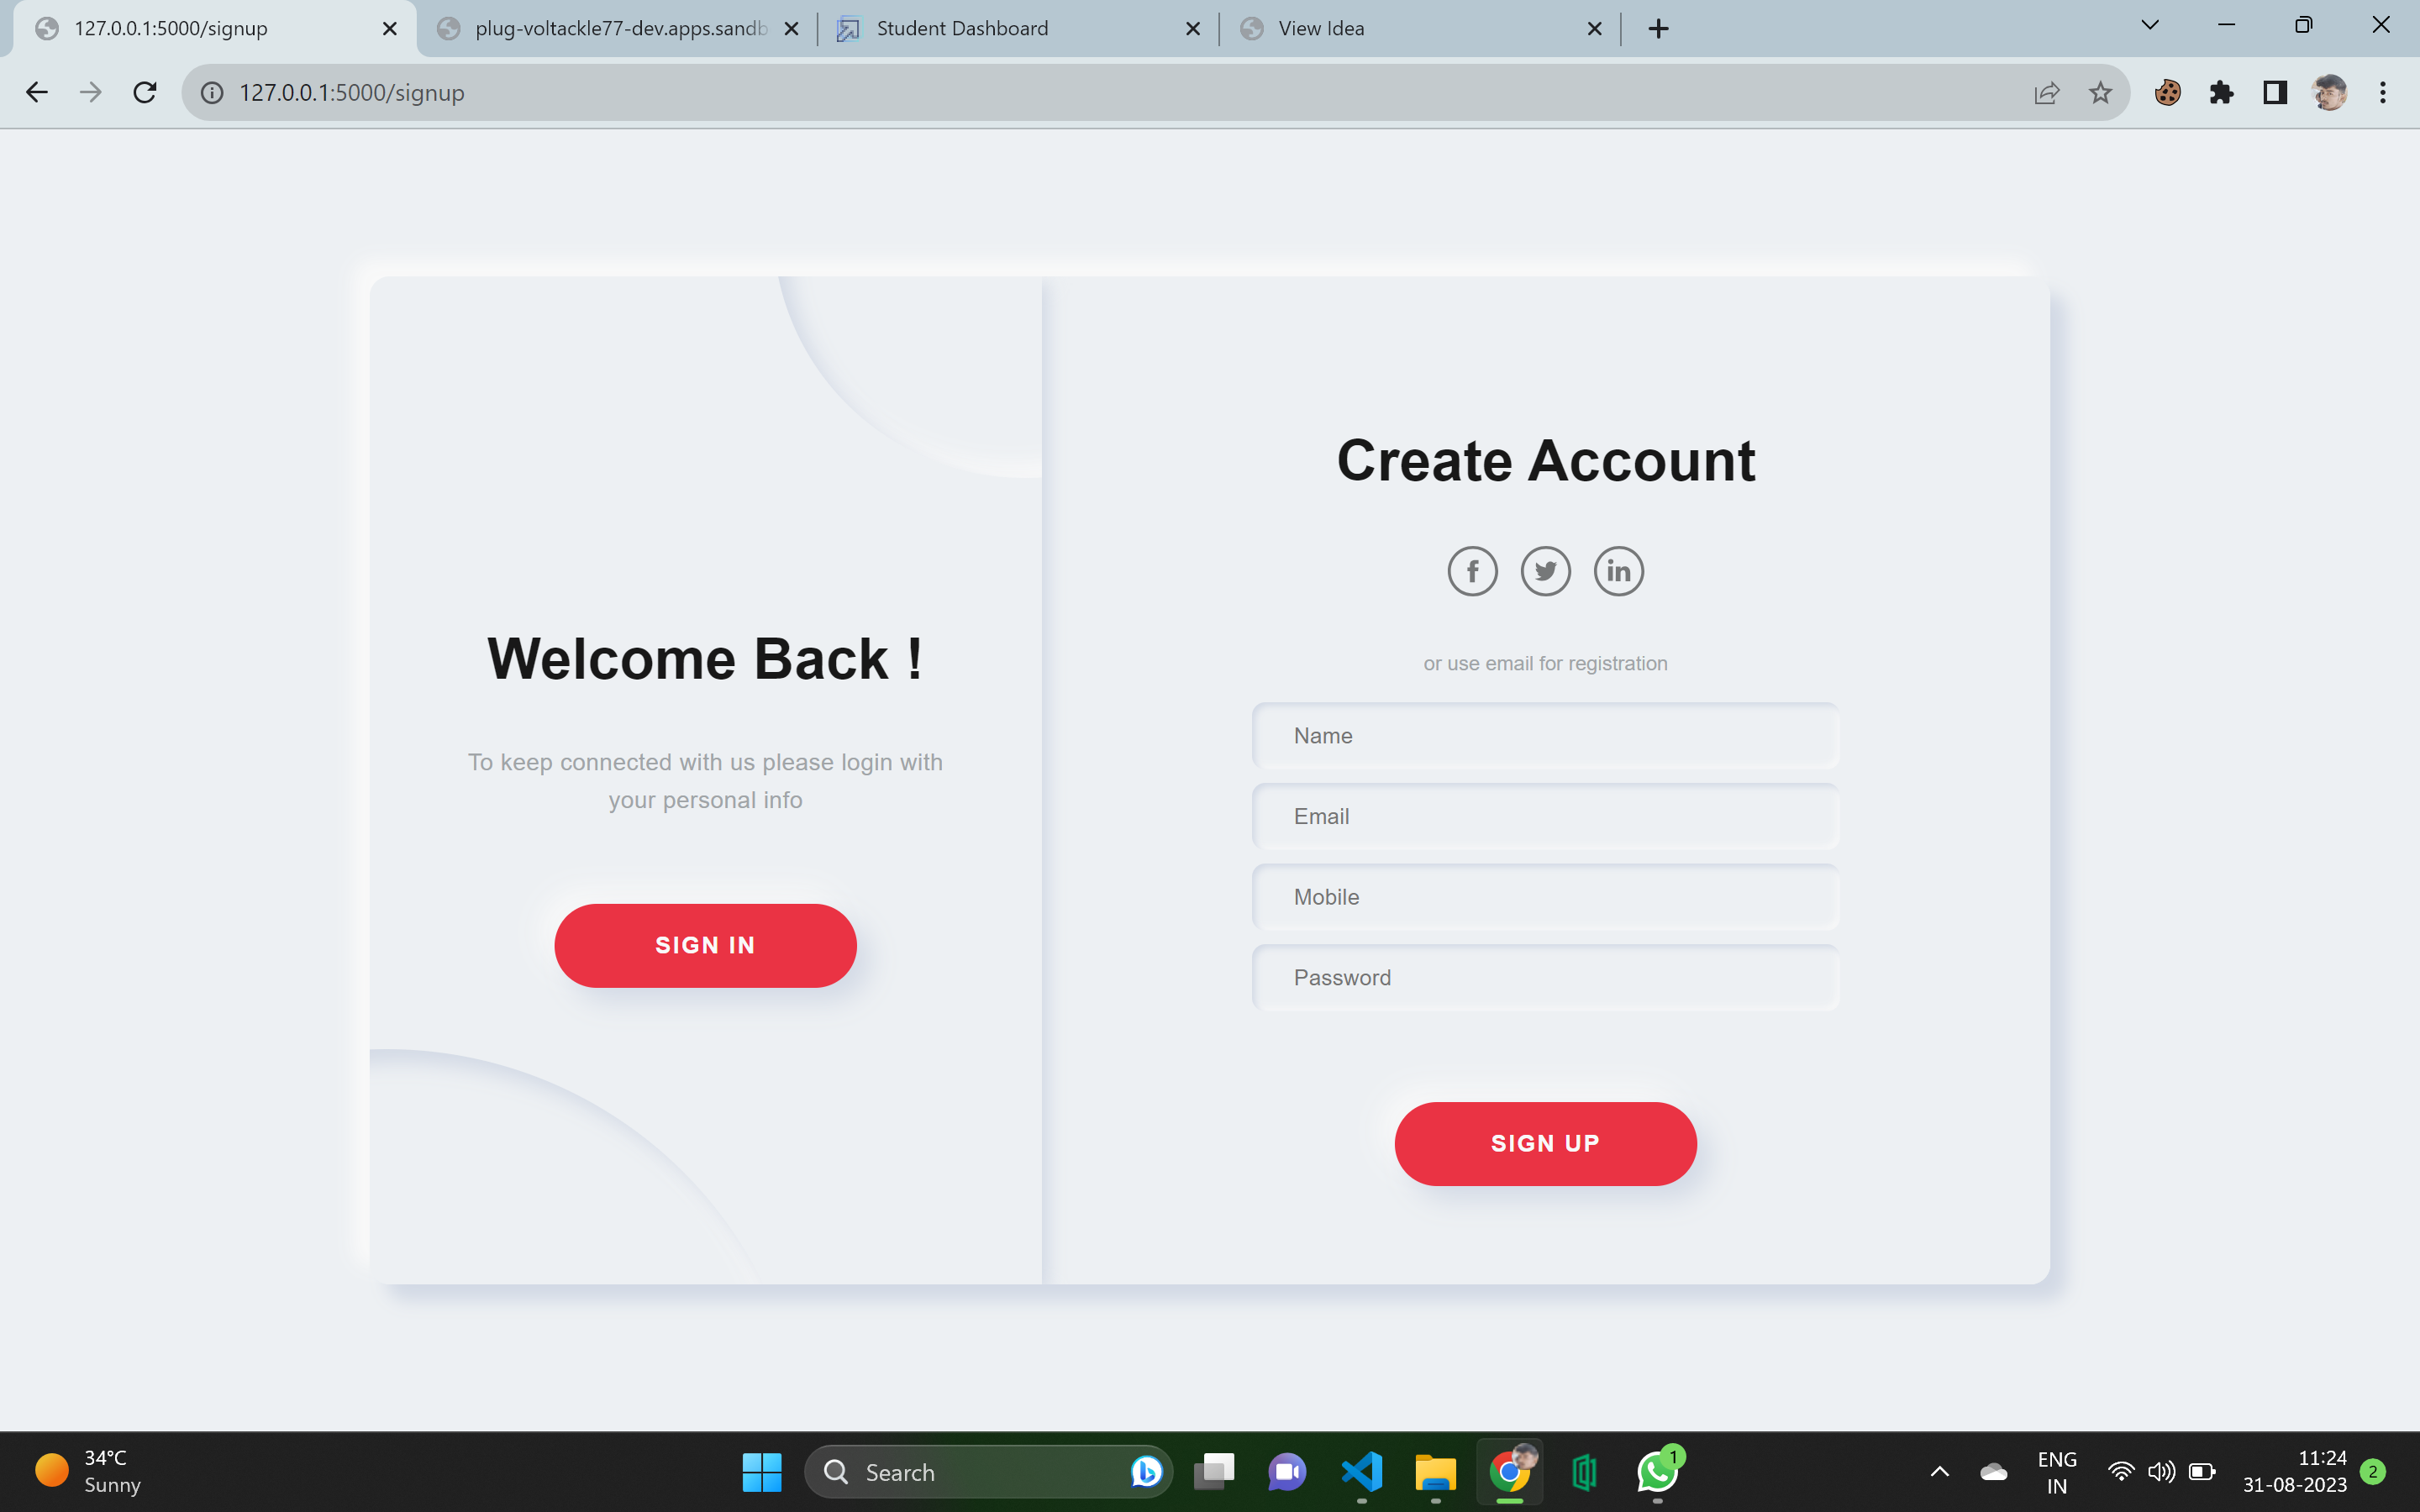 127.0.0.1:5000/signup
plug-voltackle77-dev.apps.sandb
Student Dashboard
View Idea
127.0.0.1:5000/signup
Welcome Back !
To keep connected with us please login with
your personal info
SIGN IN
Create Account
f
in
or use email for registration
Name
Email
Mobile
Password
SIGN UP
34°C
Sunny
Search
1
ENG
IN
11:24
31-08-2023
2